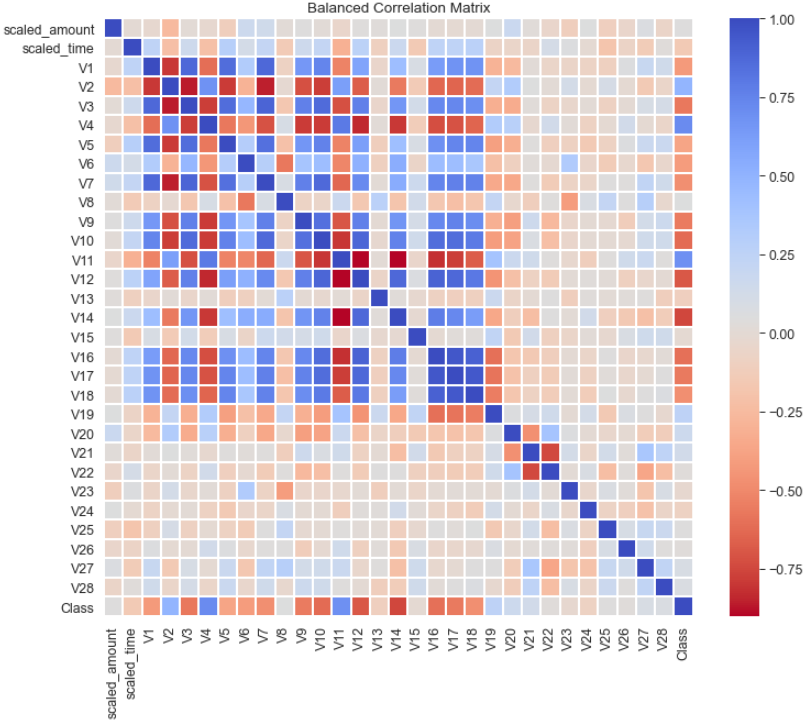 Balanced Correlation Matrix
scaled_amount
scaled_time
V1
V2
V3
V4
V5
V6
V7
V8
V9
V10
V11
V12
V13
V14
V15
V16
V17
V18
V19
V20
V21
V22
V23
V24
V25
V26
V27
V28
Class
scaled_amount
scaled_time
V1
V2
V3
V4
V5
V6
V7
V8
V9
V10
V11
V12
V13
V14
V15
V16
V17
V18
V19
V20
V21
V22
V23
V24
V25
V26
V27
V28
Class
1.00
0.75
0.50
0.25
0.00
−0.25
−0.50
−0.75